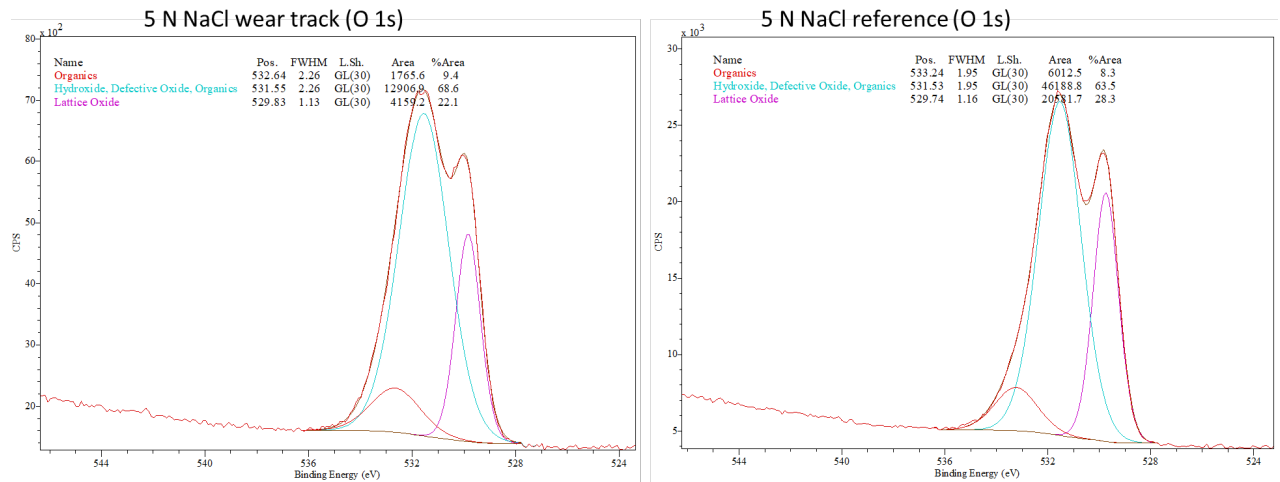 5 N NaCl wear track (O 1s)
x 10²
80
70
60
50
40
30
20
CPS
Name Pos. FWHM L.Sh. Area %Area
Organics 532.64 2.26 GL(30) 1765.6 9.4
Hydroxide, Defective Oxide, Organics 531.55 2.26 GL(30) 12906.9 68.6
Lattice Oxide 529.83 1.13 GL(30) 4159.2 22.1
544 540 536 532 528 524
Binding Energy (eV)
5 N NaCl reference (O 1s)
x 10³
30
25
20
15
10
5
CPS
Name Pos. FWHM L.Sh. Area %Area
Organics 533.24 1.95 GL(30) 6012.5 8.3
Hydroxide, Defective Oxide, Organics 531.53 1.95 GL(30) 46188.8 63.5
Lattice Oxide 529.74 1.16 GL(30) 28.3
544 540 536 532 528 524
Binding Energy (eV)